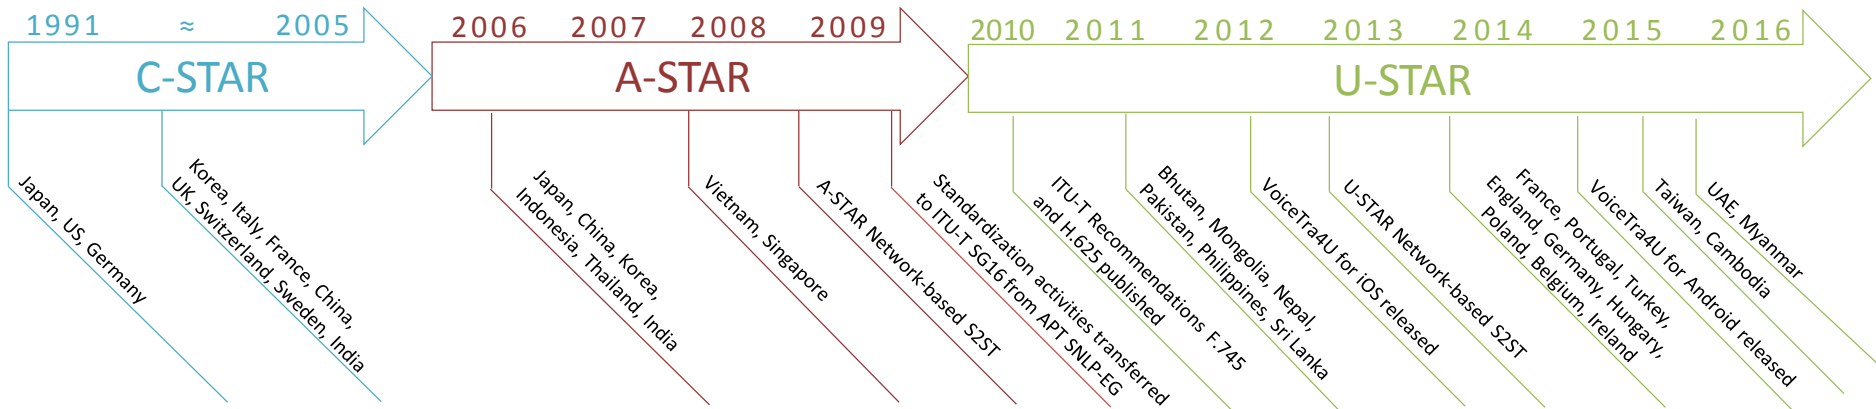 1991 ≈ 2005
C-STAR
2006 2007 2008 2009
A-STAR
2010 2011 2012 2013 2014 2015 2016
U-STAR
Japan, US, Germany
Korea, Italy, France, China,
UK, Switzerland, Sweden, India
Japan, China, Korea,
Indonesia, Thailand, India
Vietnam, Singapore
A-STAR Network-based S2ST
Standardization activities transferred
to ITU-T SG16 from APT SNLP-EG
ITU-T Recommendations F.745
and H.625 published
Bhutan, Mongolia, Nepal,
Pakistan, Philippines, Sri Lanka
VoiceTra4U for iOS released
U-STAR Network-based S2ST
France, Portugal, Turkey,
England, Germany, Hungary,
Poland, Belgium, Ireland
VoiceTra4U for Android released
Taiwan, Cambodia
UAE, Myanmar